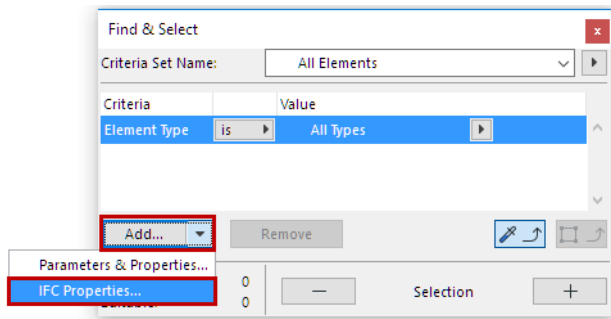 Find & Select
x
Criteria Set Name: All Elements
Criteria Value
Element Type is All Types
Add... Remove
Parameters & Properties...
0
IFC Properties...
0
— Selection +